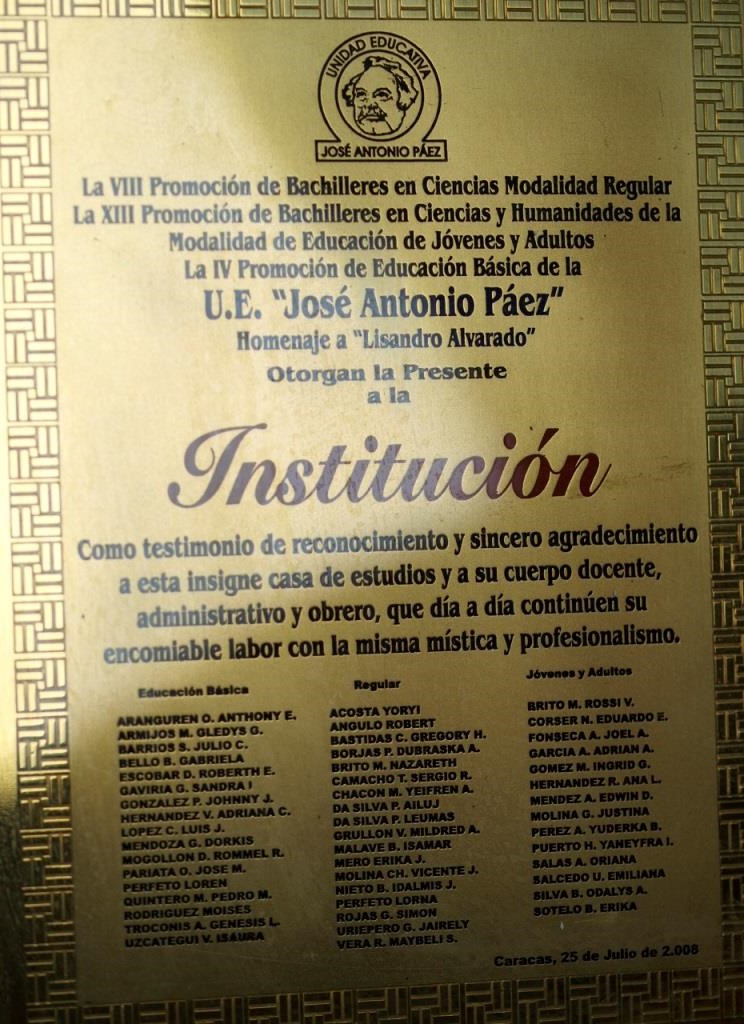 UNIDAD EDUCATIVA
JOSÉ ANTONIO PÁEZ
La VIII Promoción de Bachilleres en Ciencias Modalidad Regular
La XIII Promoción de Bachilleres en Ciencias y Humanidades de la
Modalidad de Educación de Jóvenes y Adultos
La IV Promoción de Educación Básica de la
U.E. "José Antonio Páez"
Homenaje a "Lisandro Alvarado"
Otorgan la Presente
a la
Institución
Como testimonio de reconocimiento y sincero agradecimiento
a esta insigne casa de estudios y a su cuerpo docente,
administrativo y obrero, que día a día continúen su
encomiable labor con la misma mística y profesionalismo.
Educación Básica
ARANGUREN O. ANTHONY E.
ARMIJOS M. GLEDYS G.
BARRIOS S. JULIO C.
BELLO B. GABRIELA
ESCOBAR D. ROBERTH E.
GAVIRIA G. SANDRA I
GONZALEZ P. JOHNNY J.
HERNANDEZ V. ADRIANA C.
LOPEZ C. LUIS J.
MENDOZA G. DORKIS
MOGOLLON D. ROMMEL R.
PARIATA O. JOSE M.
PERFETO LOREN
QUINTERO M. PEDRO M.
RODRIGUEZ MOISES
TROCONIS A. GENESIS L.
UZCATEGUI V. ISAURA
Regular
ACOSTA YORYI
ANGULO ROBERT
BASTIDAS C. GREGORY H.
BORJAS P. DUBRASKA A.
BRITO M. NAZARETH
CAMACHO T. SERGIO R.
CHACON M. YEIFREN A.
DA SILVA P. AILUJ
DA SILVA P. LEUMAS
GRULLON V. MILDRED A.
MALAVE B. ISAMAR
MERO ERIKA J.
MOLINA CH. VICENTE J.
NIETO B. IDALMIS J.
PERFETO LORNA
ROJAS G. SIMON
URIEPERO G. JAIRELY
VERA R. MAYBELI S.
Jóvenes y Adultos
BRITO M. ROSSI V.
CORSER N. EDUARDO E.
FONSECA A. JOEL A.
GARCIA A. ADRIAN A.
GOMEZ M. INGRID G.
HERNANDEZ R. ANA L.
MENDEZ A. EDWIN D.
MOLINA G. JUSTINA
PEREZ A. YUDERKA B.
PUERTO H. YANEYFRA I.
SALAS A. ORIANA
SALCEDO U. EMILIANA
SILVA B. ODALYS A.
SOTELO B. ERIKA
Caracas, 25 de Julio de 2.008